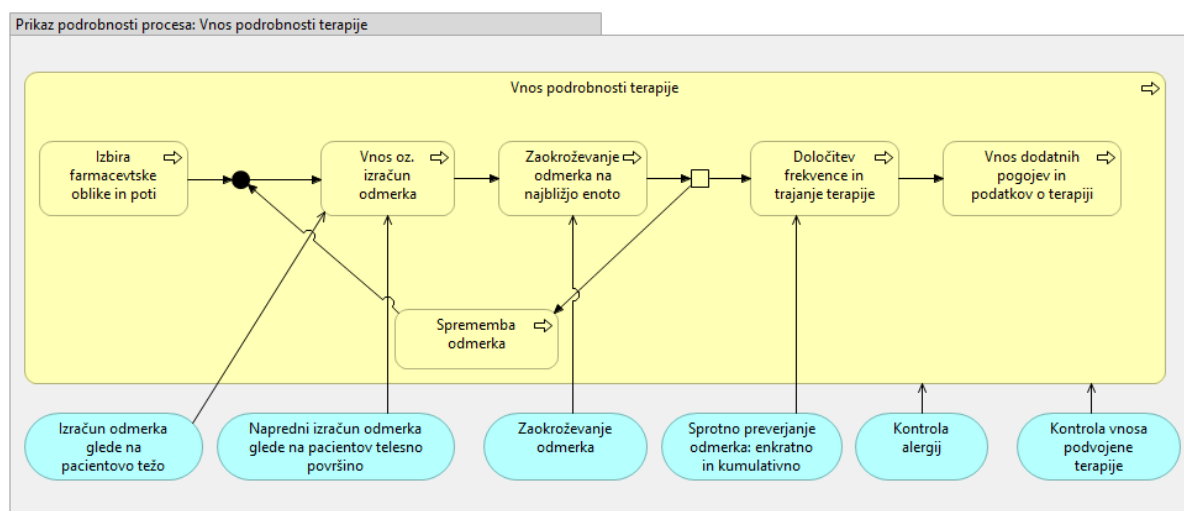 Prikaz podrobnosti procesa: Vnos podrobnosti terapije
Vnos podrobnosti terapije
Izbira
farmacevtske
oblike in poti
Vnos oz.
izračun
odmerka
Zaokroževanje
odmerka na
najbližjo enoto
Določitev
frekvence in
trajanje terapije
Vnos dodatnih
pogojev in
podatkov o terapiji
Sprememba
odmerka
Izračun odmerka
glede na
pacientovo težo
Napredni izračun odmerka
glede na pacientov telesno
površino
Zaokroževanje
odmerka
Sprotno preverjanje
odmerka: enkratno
in kumulativno
Kontrola
alergij
Kontrola vnosa
podvojene
terapije